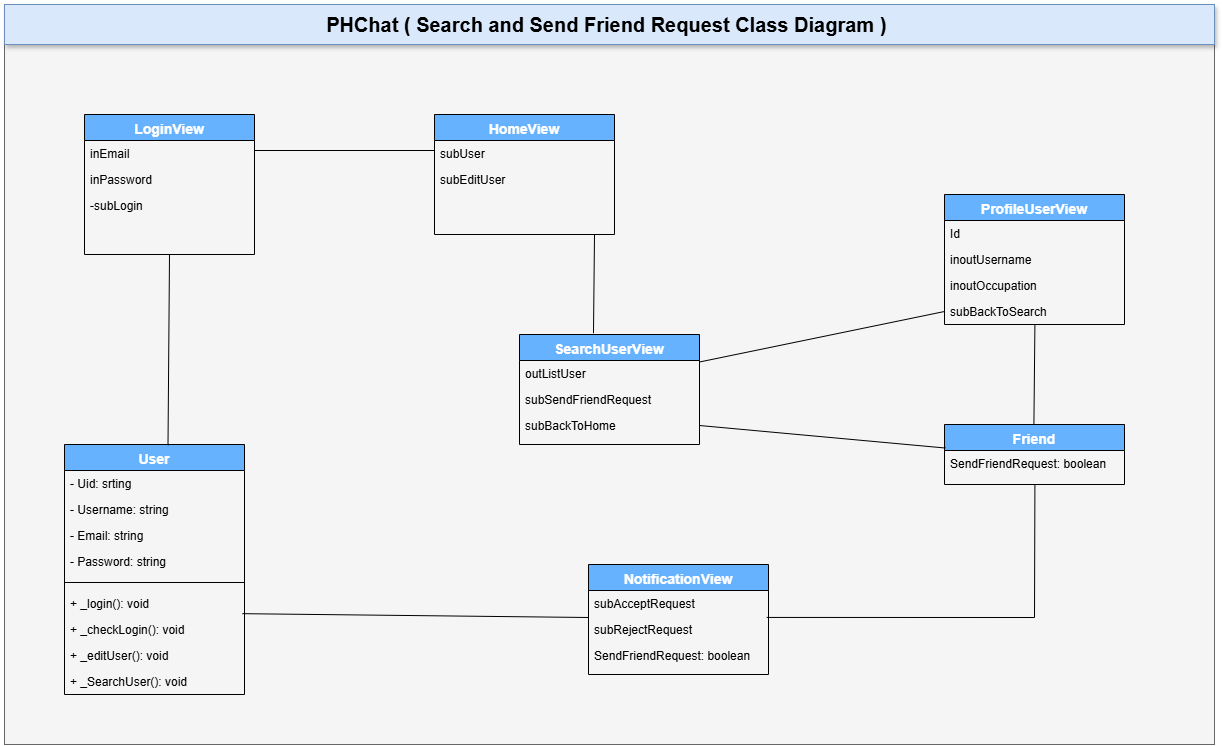 PHChat ( Search and Send Friend Request Class Diagram )
LoginView
inEmail
inPassword
-subLogin
HomeView
subUser
subEditUser
ProfileUserView
Id
inoutUsername
inoutOccupation
subBackToSearch
SearchUserView
outListUser
subSendFriendRequest
subBackToHome
Friend
SendFriendRequest: boolean
User
- Uid: srting
- Username: string
- Email: string
- Password: string
+ _login(): void
+ _checkLogin(): void
+ _editUser(): void
+ _SearchUser(): void
NotificationView
subAcceptRequest
subRejectRequest
SendFriendRequest: boolean